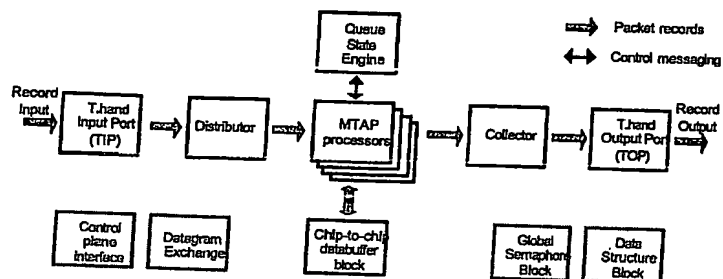 Queue
State
Engine
Packet records
Control messaging
Record
Input
T.hand
Input Port
(TIP)
Distributor
MTAP
processors
Collector
T.hand
Output Port
(TOP)
Record
Output
Control
plane
Interface
Datagram
Exchange
Chip-to-chip
databuffer
block
Global
Semaphore
Block
Data
Structure
Block